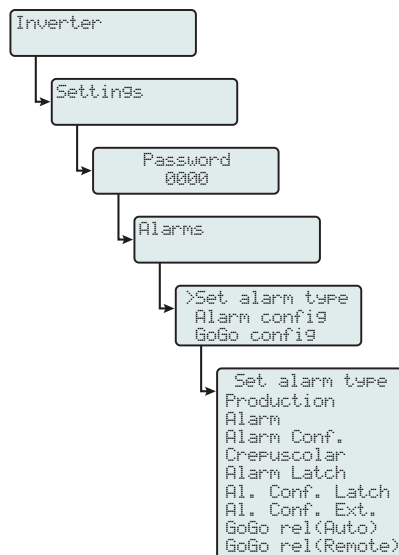 Inverter
Settings
Password
0000
Alarms
>Set alarm type
Alarm config
GoGo config
Set alarm type
Production
Alarm
Alarm Conf.
Crepuscolar
Alarm Latch
Al. Conf. Latch
Al. Conf. Ext.
GoGo rel(Auto)
GoGo rel(Remote)